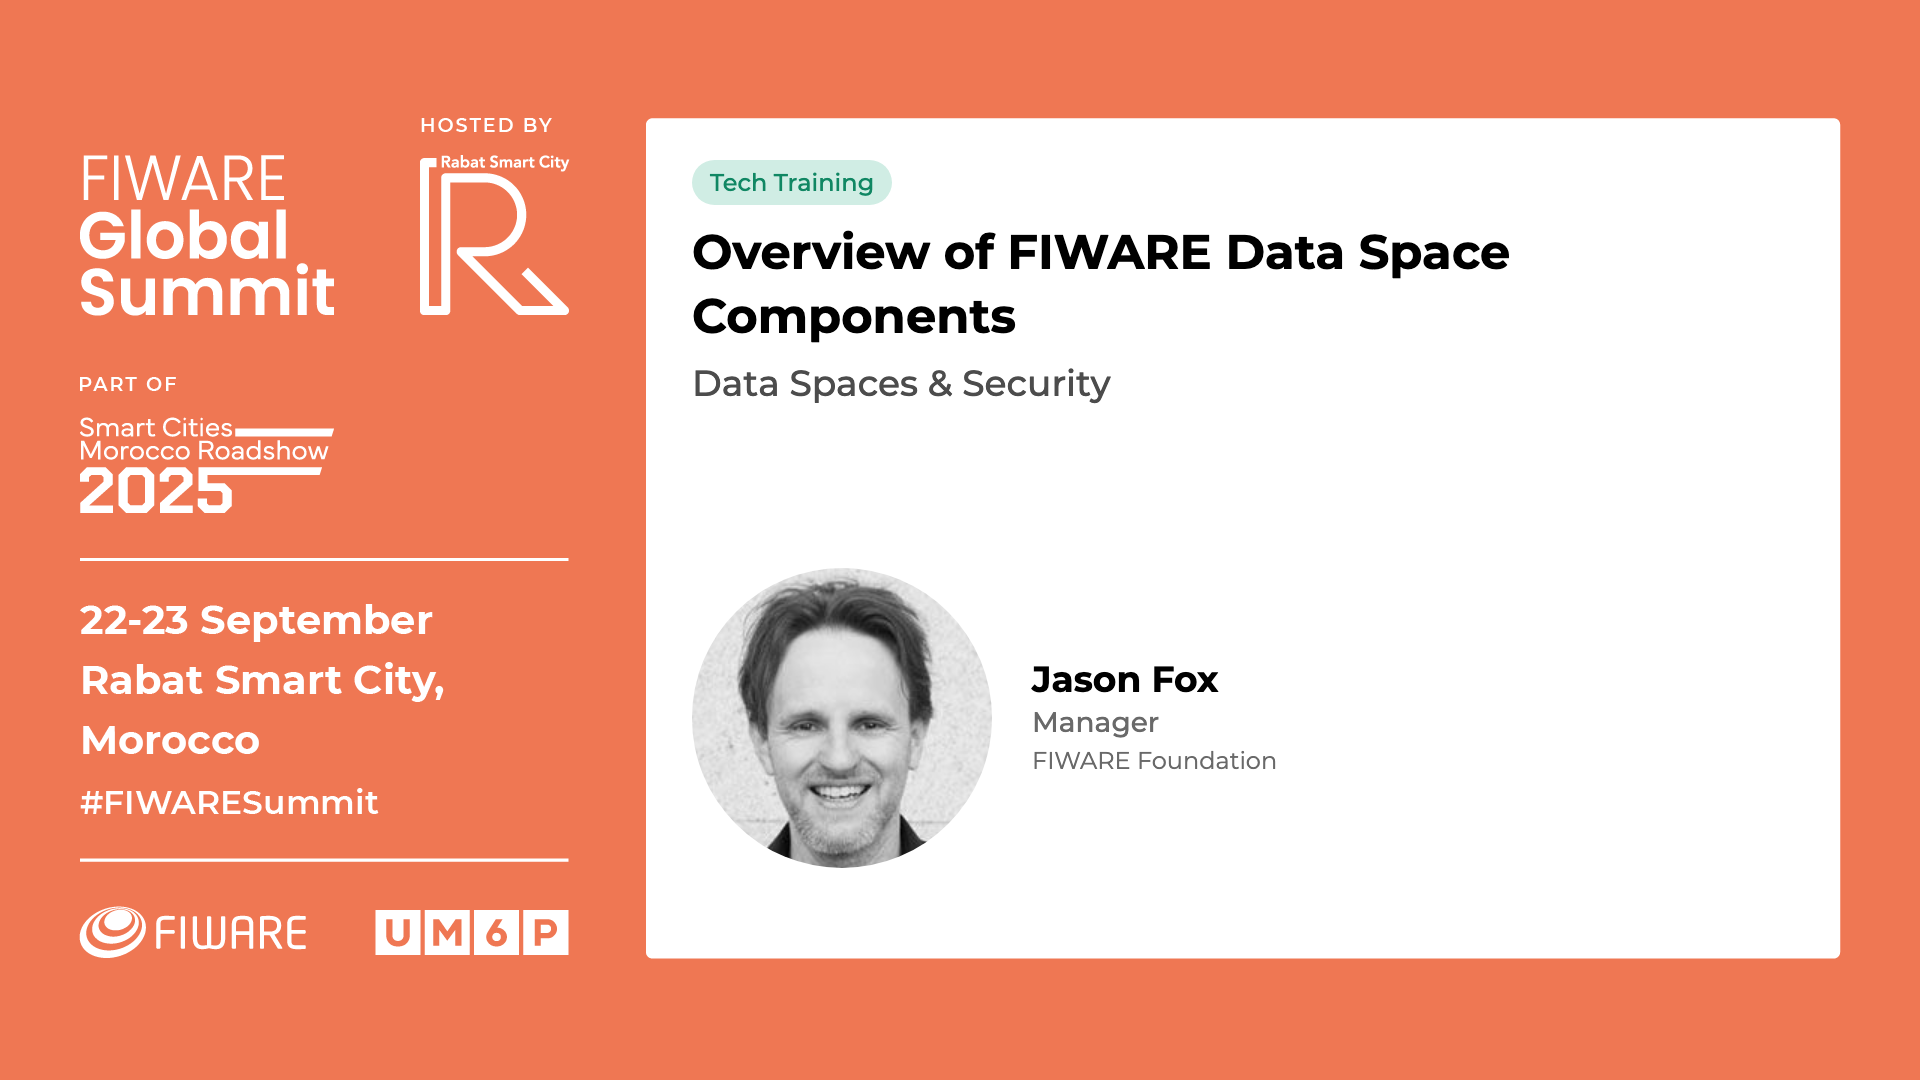 FIWARE
Global
Summit
HOSTED BY
Rabat Smart City
R
PART OF
Smart Cities
Morocco Roadshow
2025
22-23 September
Rabat Smart City,
Morocco
#FIWARESummit
FIWARE
UM6P
Tech Training
Overview of FIWARE Data Space
Components
Data Spaces & Security
Jason Fox
Manager
FIWARE Foundation